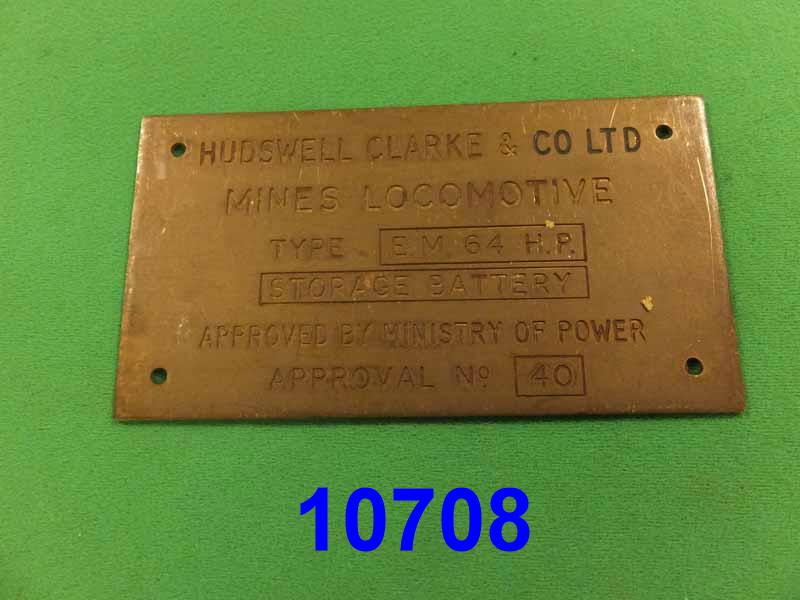 HUDSWELL CLARKE & CO LTD
MINES LOCOMOTIVE
TYPE E.M. 64 H.P.
STORAGE BATTERY
APPROVED BY MINISTRY OF POWER
APPROVAL Nº 40
10708